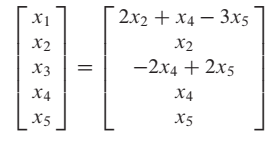 x₁ 2x₂ + x₄ − 3x₅
x₂ x₂
x₃ = −2x₄ + 2x₅
x₄ x₄
x₅ x₅